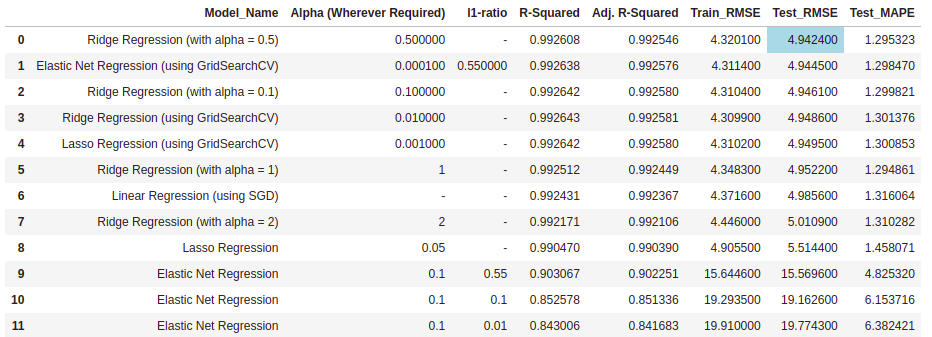 Model_Name Alpha (Wherever Required) l1-ratio R-Squared Adj. R-Squared Train_RMSE Test_RMSE Test_MAPE
0 Ridge Regression (with alpha = 0.5) 0.500000 - 0.992608 0.992546 4.320100 4.942400 1.295323
1 Elastic Net Regression (using GridSearchCV) 0.000100 0.550000 0.992638 0.992576 4.311400 4.944500 1.298470
2 Ridge Regression (with alpha = 0.1) 0.100000 - 0.992642 0.992580 4.310400 4.946100 1.299821
3 Ridge Regression (using GridSearchCV) 0.010000 - 0.992643 0.992581 4.309900 4.948600 1.301376
4 Lasso Regression (using GridSearchCV) 0.001000 - 0.992642 0.992580 4.310200 4.949500 1.300853
5 Ridge Regression (with alpha = 1) 1 - 0.992512 0.992449 4.348300 4.952200 1.294861
6 Linear Regression (using SGD) - - 0.992431 0.992367 4.371600 4.985600 1.316064
7 Ridge Regression (with alpha = 2) 2 - 0.992171 0.992106 4.446000 5.010900 1.310282
8 Lasso Regression 0.05 - 0.990470 0.990390 4.905500 5.514400 1.458071
9 Elastic Net Regression 0.1 0.55 0.903067 0.902251 15.644600 15.569600 4.825320
10 Elastic Net Regression 0.1 0.1 0.852578 0.851336 19.293500 19.162600 6.153716
11 Elastic Net Regression 0.1 0.01 0.843006 0.841683 19.910000 19.774300 6.382421